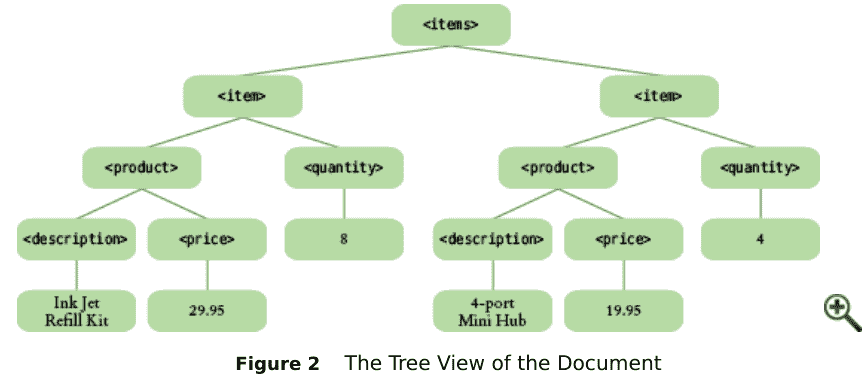 <items>
<item> <item>
<product> <quantity> <product> <quantity>
<description> <price> 8 <description> <price> 4
Ink Jet
Refill Kit
29.95
4-port
Mini Hub
19.95
Figure 2 The Tree View of the Document